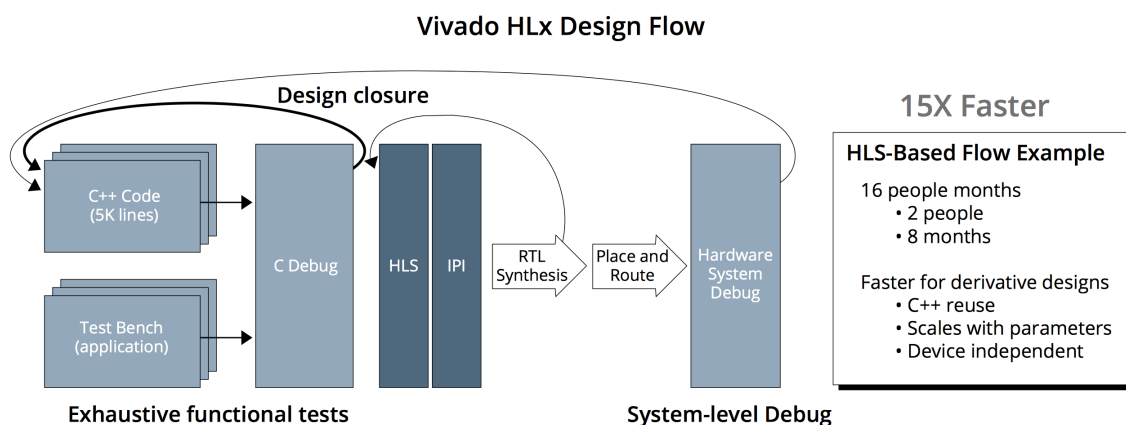 Vivado HLx Design Flow
Design closure
C++ Code
(5K lines)
Test Bench
(application)
C Debug
HLS
IPI
RTL
Synthesis
Place and
Route
Hardware
System
Debug
Exhaustive functional tests
System-level Debug
15X Faster
HLS-Based Flow Example
16 people months
• 2 people
• 8 months
Faster for derivative designs
• C++ reuse
• Scales with parameters
• Device independent